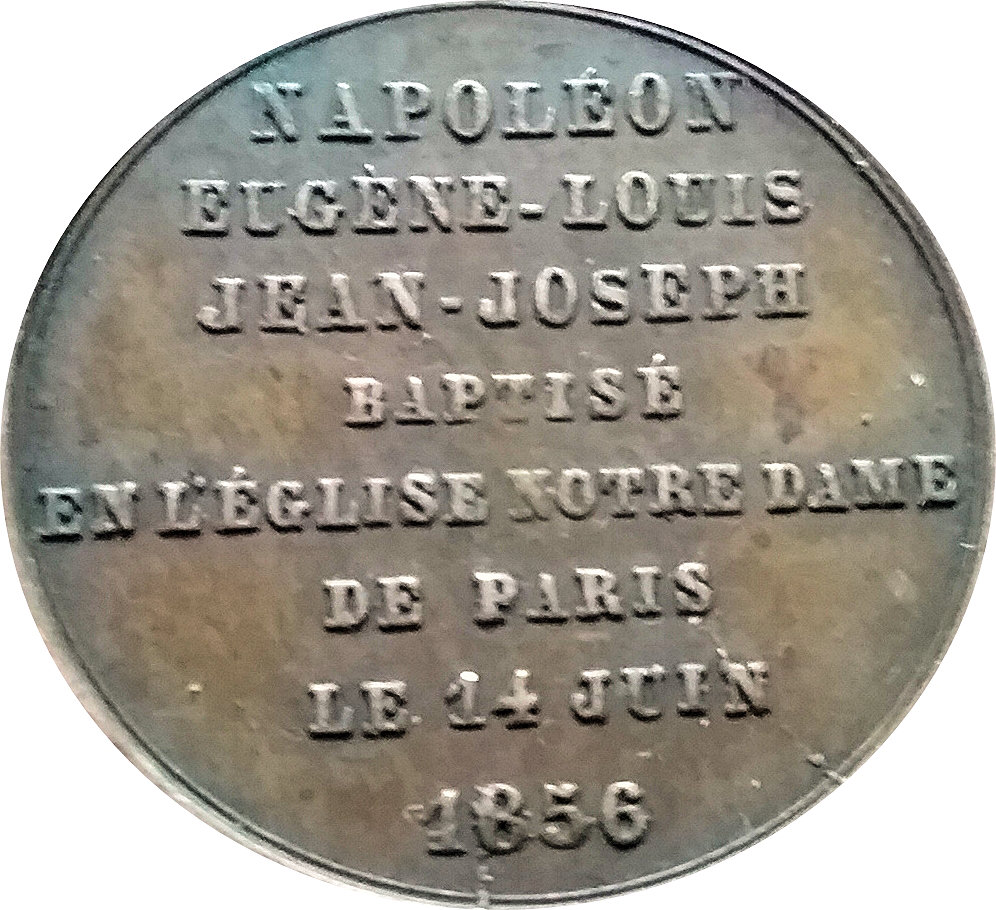 NAPOLÉON
EUGÈNE-LOUIS
JEAN-JOSEPH
BAPTISÉ
EN L'ÉGLISE NOTRE DAME
DE PARIS
LE 14 JUIN
1856